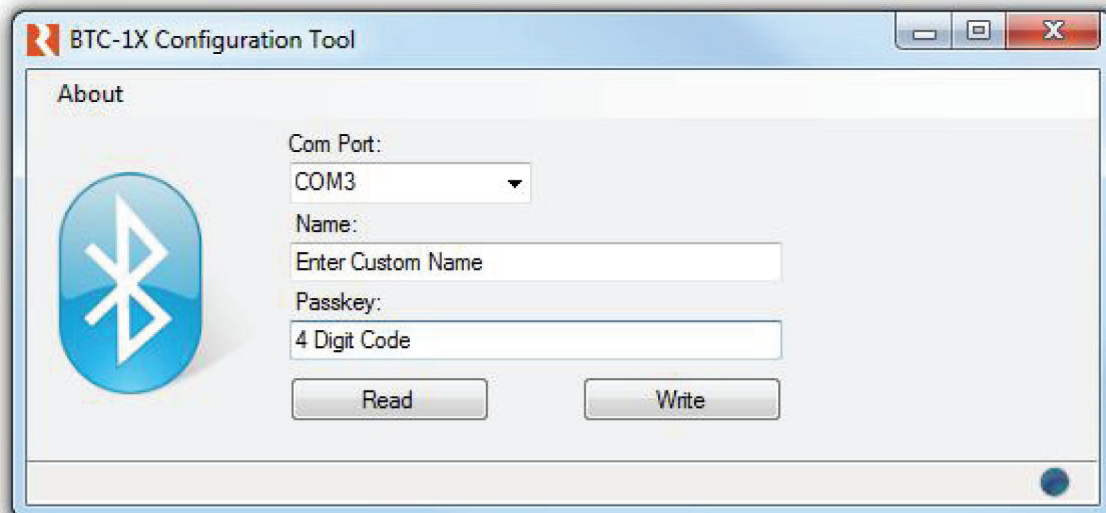 BTC-1X Configuration Tool
About
Com Port:
COM3
Name:
Enter Custom Name
Passkey:
4 Digit Code
Read
Write